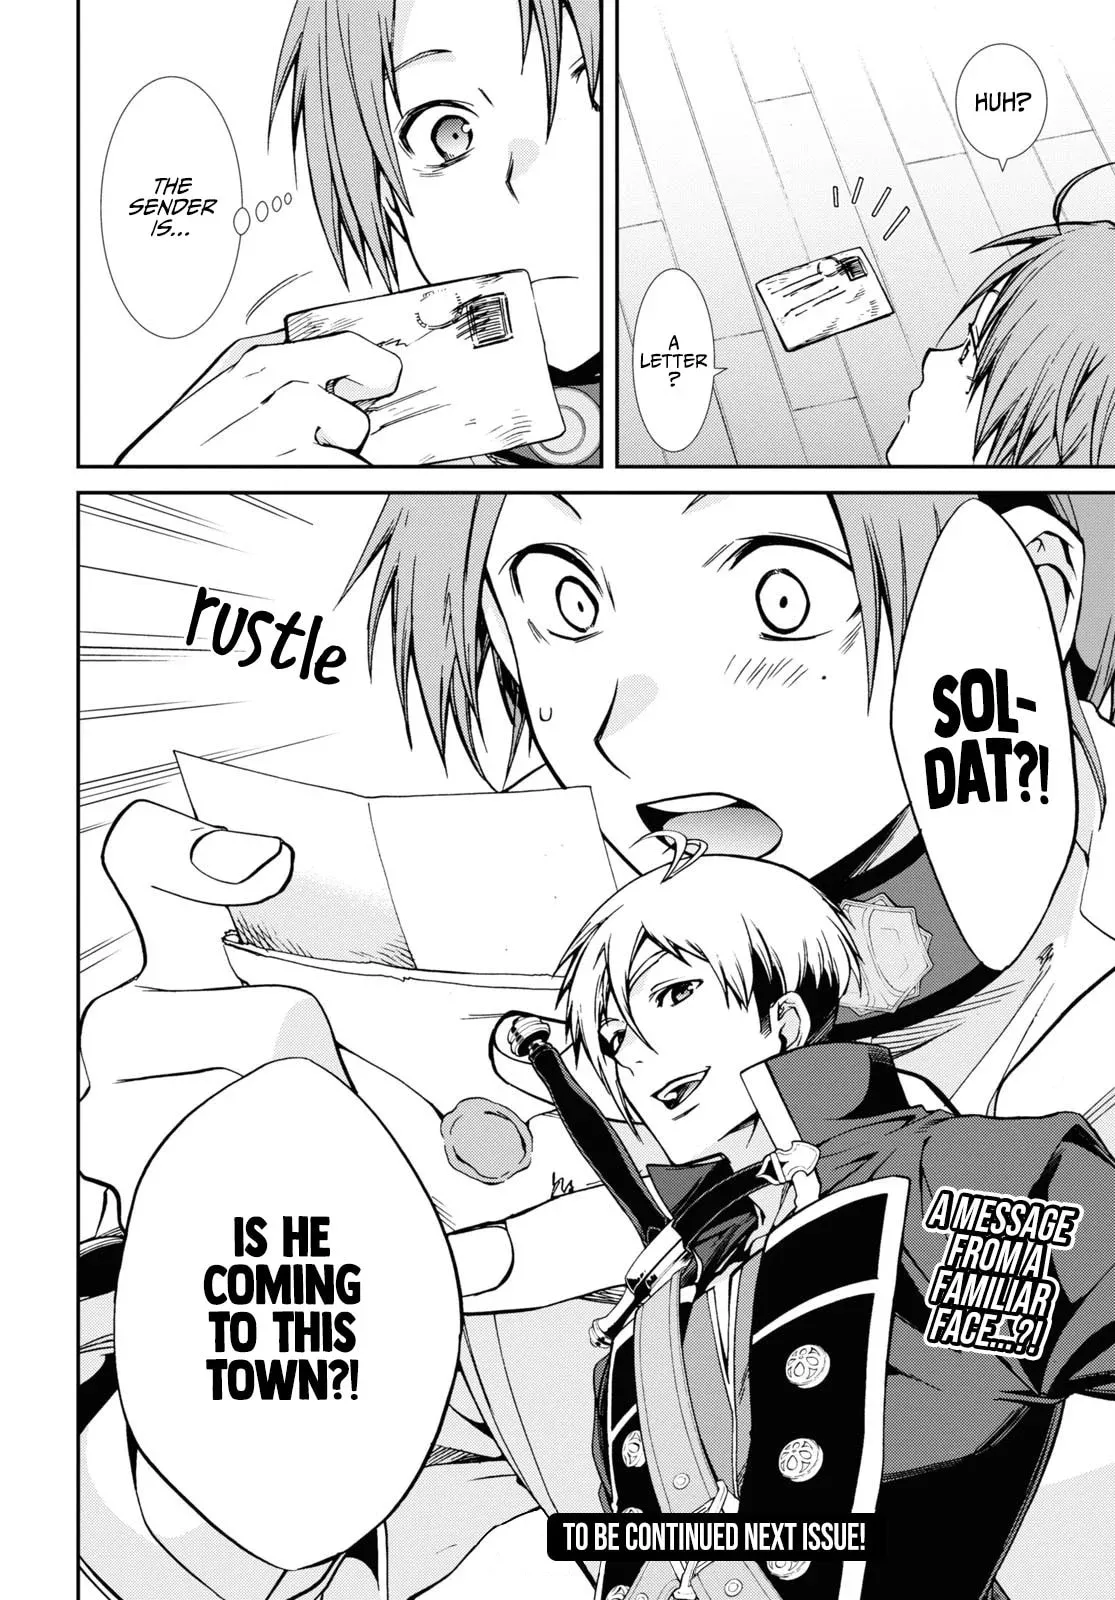 HUH?
A
LETTER
?
THE
SENDER
IS...
SOL-
DAT?!
rustle
IS HE
COMING
TO THIS
TOWN?!
A MESSAGE
FROM A
FAMILIAR
FACE...?!
TO BE CONTINUED NEXT ISSUE!